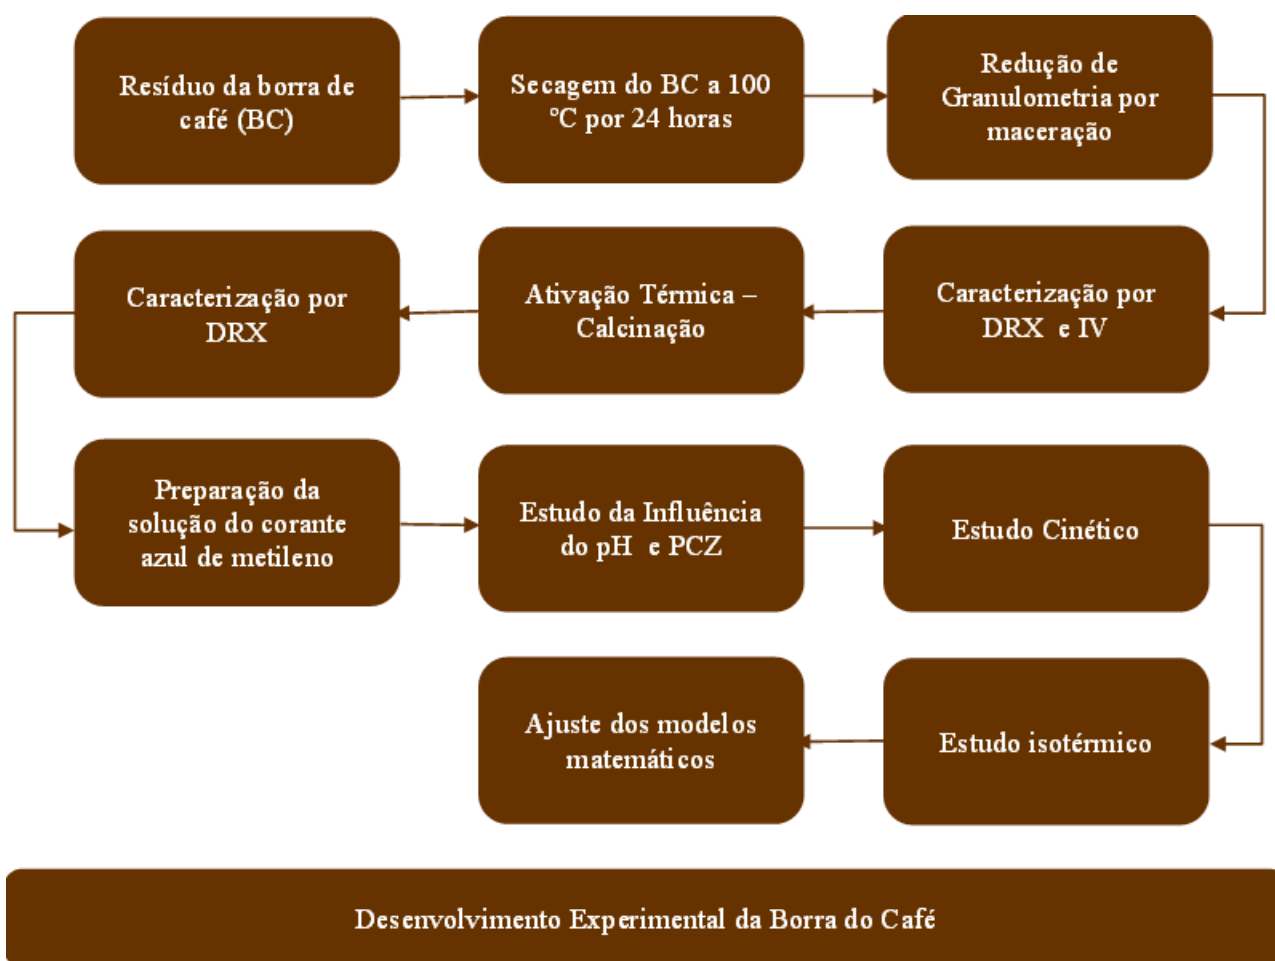 Resíduo da borra de
café (BC)
Secagem do BC a 100
°C por 24 horas
Redução de
Granulometria por
maceração
Caracterização por
DRX e IV
Ativação Térmica –
Calcinação
Caracterização por
DRX
Preparação da
solução do corante
azul de metileno
Estudo da Influência
do pH e PCZ
Estudo Cinético
Estudo isotérmico
Ajuste dos modelos
matemáticos
Desenvolvimento Experimental da Borra do Café